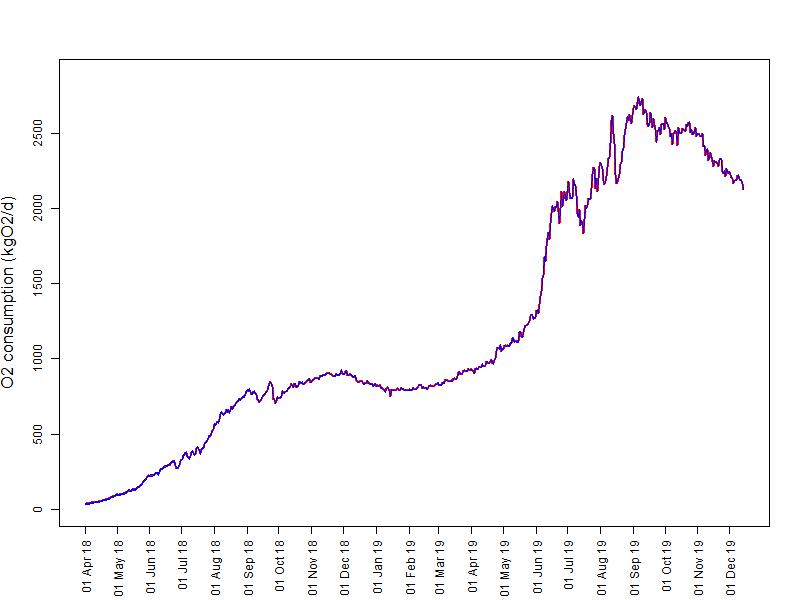 O2 consumption (kgO2/d)
2500
2000
1500
1000
500
0
01 Apr 18
01 May 18
01 Jun 18
01 Jul 18
01 Aug 18
01 Sep 18
01 Oct 18
01 Nov 18
01 Dec 18
01 Jan 19
01 Feb 19
01 Mar 19
01 Apr 19
01 May 19
01 Jun 19
01 Jul 19
01 Aug 19
01 Sep 19
01 Oct 19
01 Nov 19
01 Dec 19